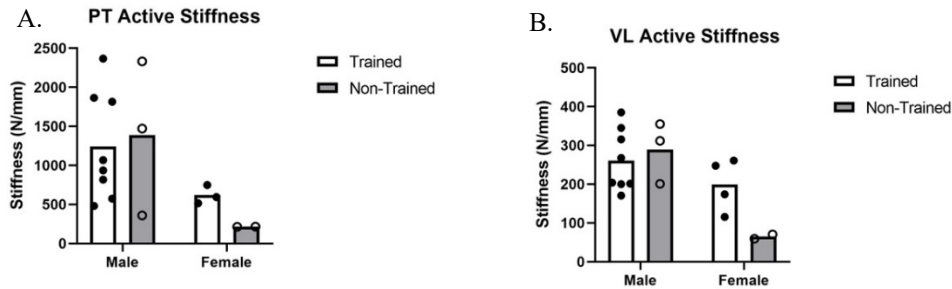 A.
PT Active Stiffness
Stiffness (N/mm)
2500
2000
1500
1000
500
0
Male
Female
Trained
Non-Trained
B.
VL Active Stiffness
Stiffness (N/mm)
500
400
300
200
100
0
Male
Female
Trained
Non-Trained